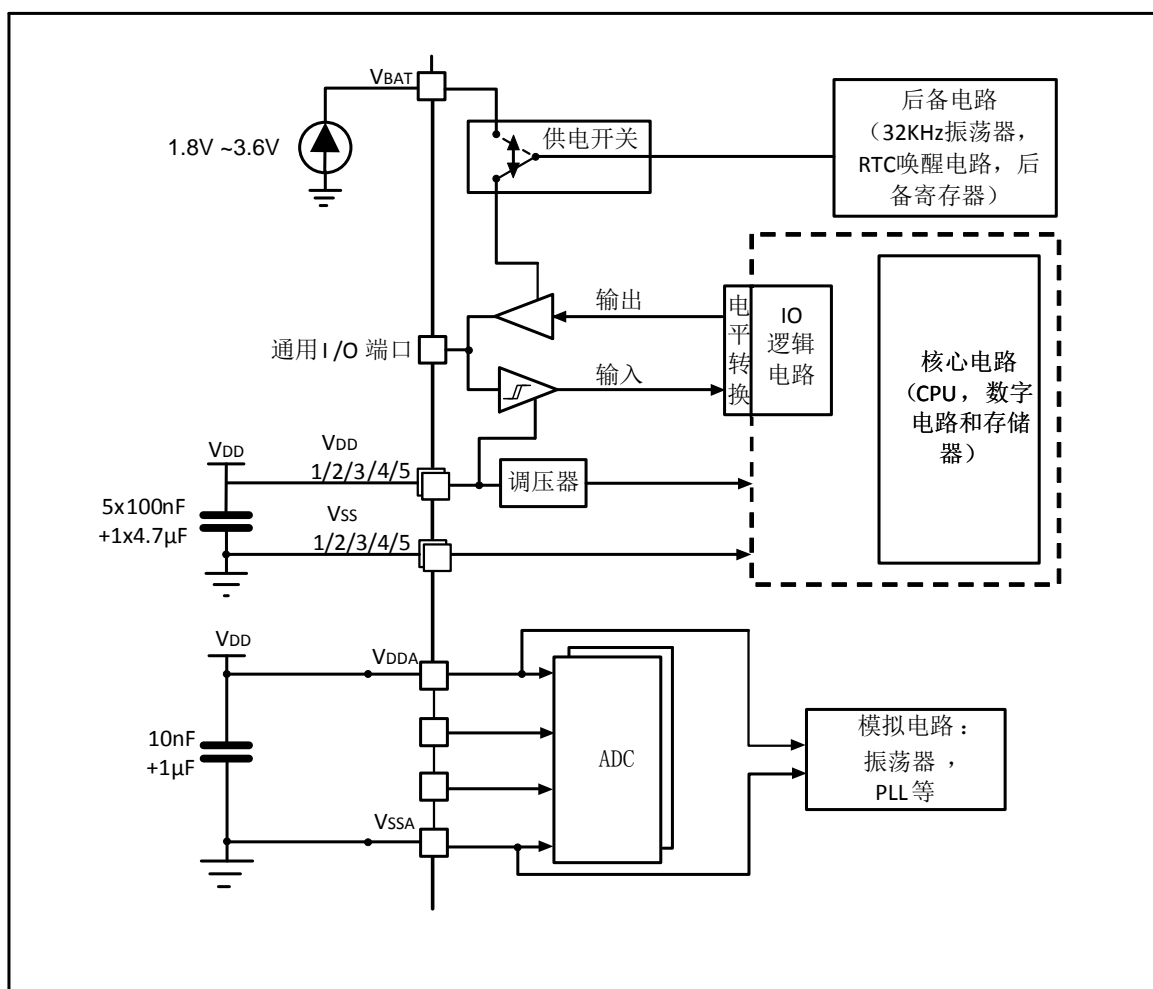 VBAT
1.8V ~3.6V
供电开关
后备电路
（32KHz振荡器，
RTC唤醒电路，后
备寄存器）
输出
通用 I /O 端口
输入
电
平
转
换
IO
逻辑
电路
核心电路
（CPU，数字
电路和存储
器）
VDD
VDD
1/2/3/4/5
调压器
5x100nF
+1x4.7µF
VSS
1/2/3/4/5
VDD
VDDA
10nF
+1µF
ADC
模拟电路：
振荡器，
PLL等
VSSA